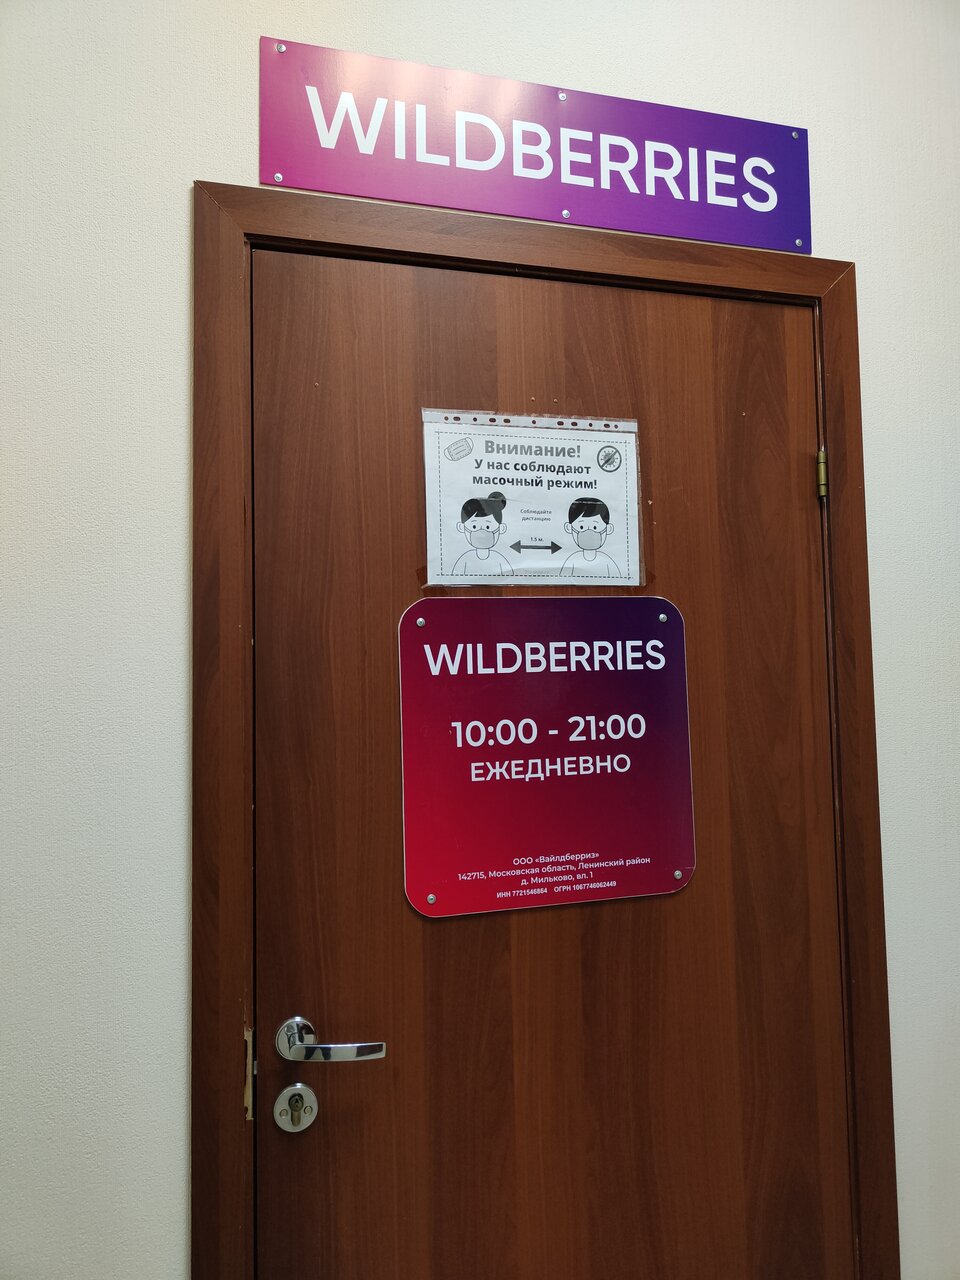 WILDBERRIES
Внимание!
У нас соблюдают
масочный режим!
Соблюдайте
дистанцию
1.5 м.
WILDBERRIES
10:00 - 21:00
ЕЖЕДНЕВНО
ООО «Вайлдберриз»
142715, Московская область, Ленинский район
д. Мильково, вл. 1
ИНН 7721546864 ОГРН 1067746062449